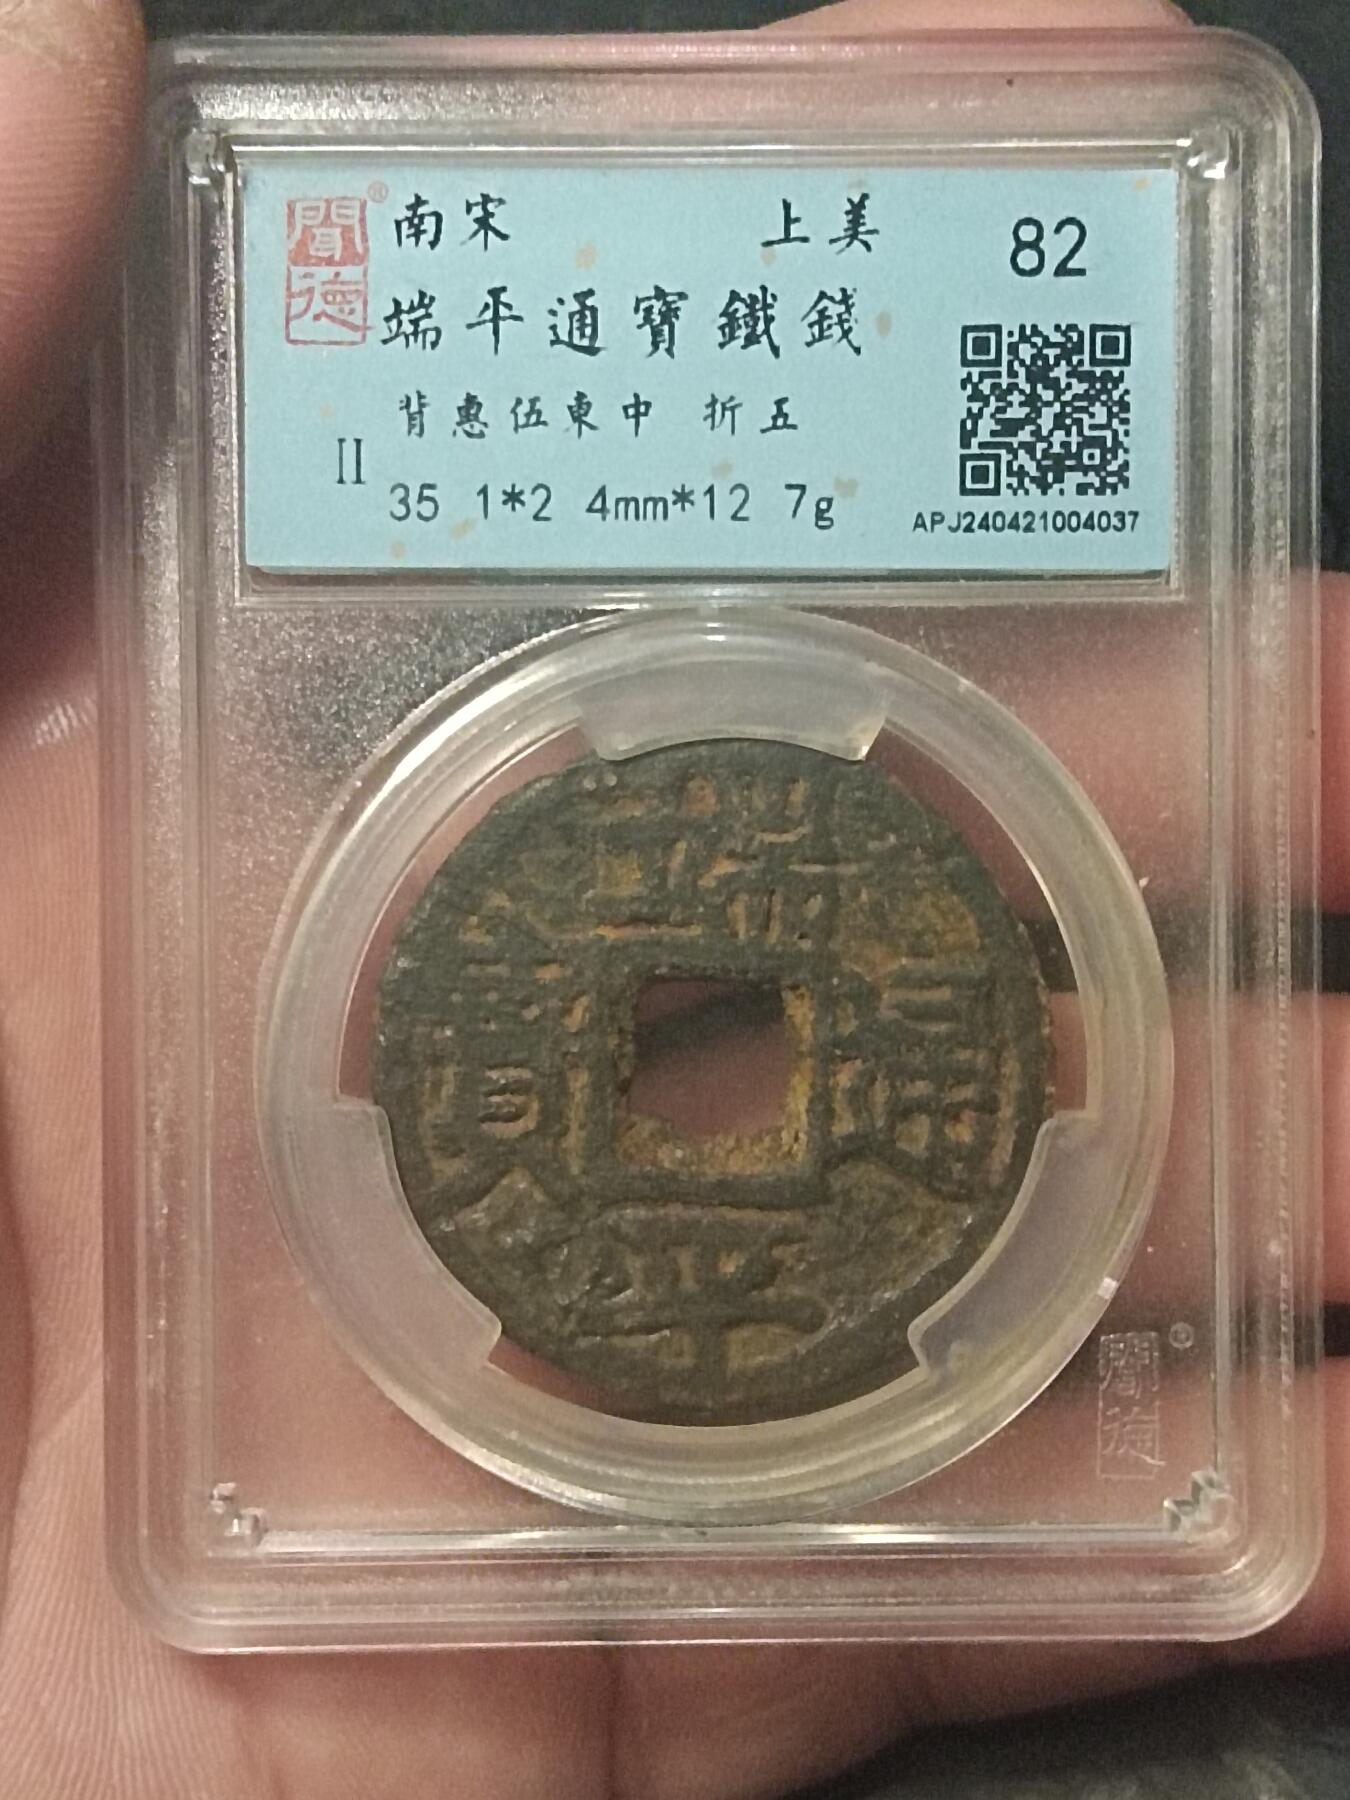 聞德®
南宋 上美 82
端平通寶鐵錢
背惠伍東中 折五
II
35 1*2 4mm*12 7g
APJ240421004037
端平通寶
聞德®